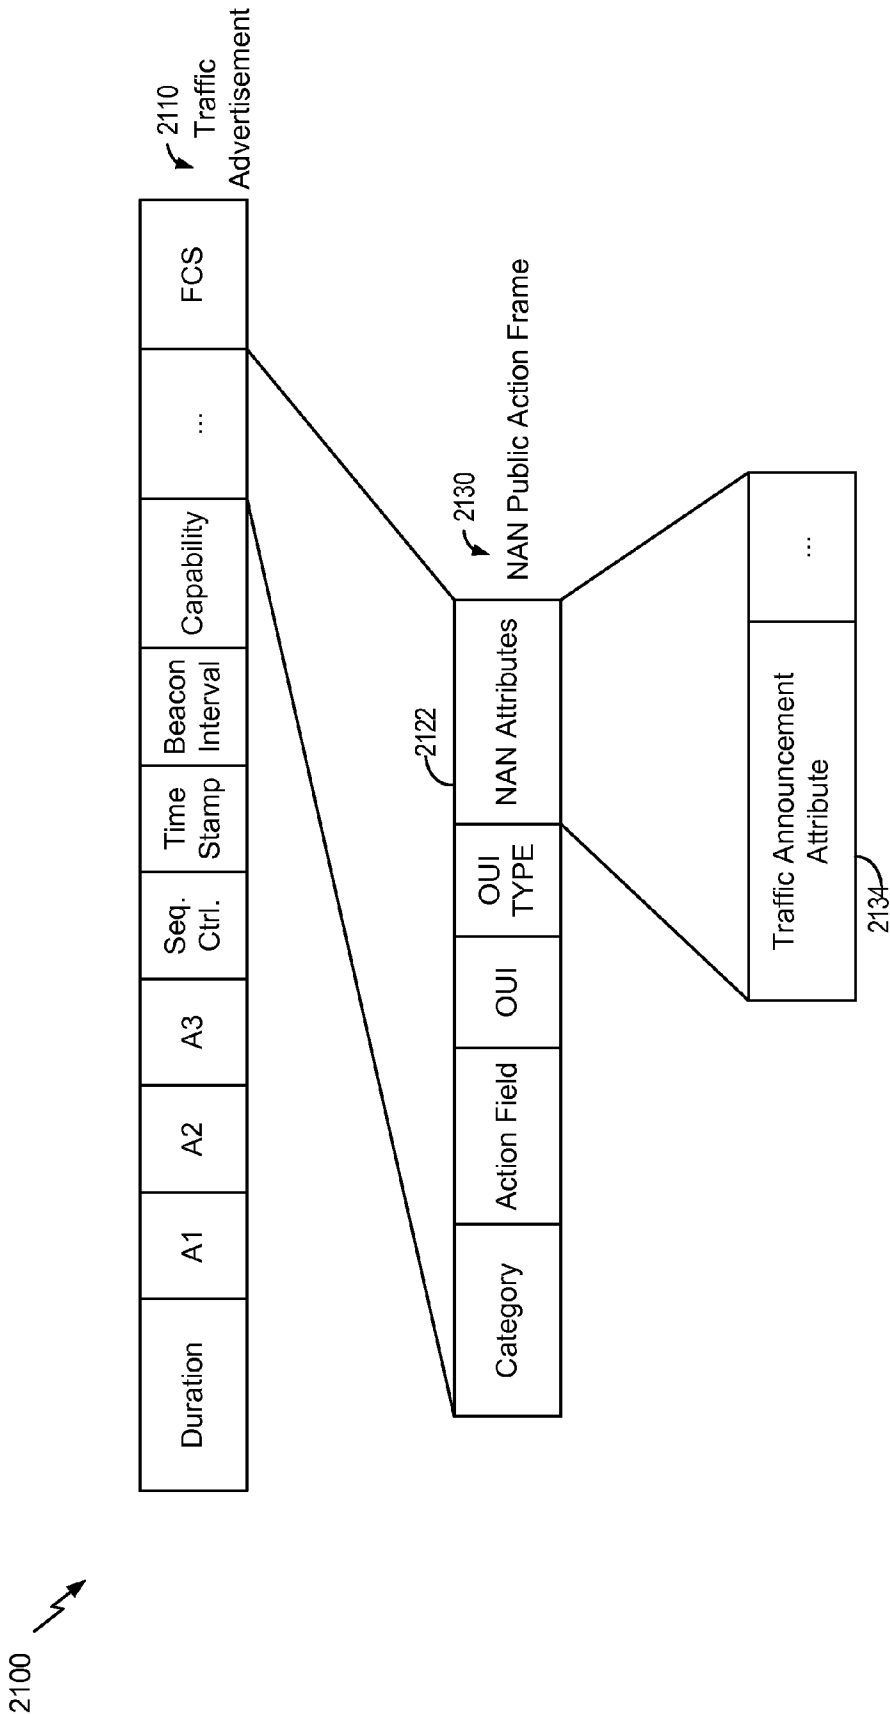 2100
Duration
A1
A2
A3
Seq.
Ctrl.
Time
Stamp
Beacon
Interval
Capability
...
FCS
2110
Traffic
Advertisement
Category
Action Field
OUI
OUI
TYPE
2122
NAN Attributes
2130
NAN Public Action Frame
Traffic Announcement
Attribute
...
2134